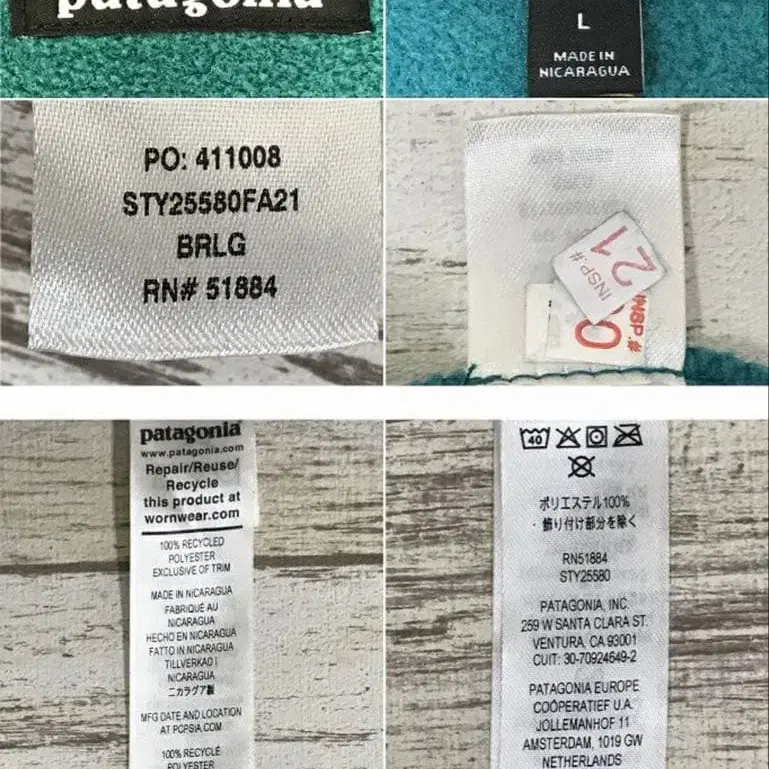 patagonia
L
MADE IN
NICARAGUA
PO: 411008
STY25580FA21
BRLG
RN# 51884
INSP.# 21
INSP.#
patagonia
www.patagonia.com
Repair/Reuse/
Recycle
this product at
wornwear.com
100% RECYCLED
POLYESTER
EXCLUSIVE OF TRIM
MADE IN NICARAGUA
FABRIQUÉ AU
NICARAGUA
HECHO EN NICARAGUA
FATTO IN NICARAGUA
TILLVERKAD I
NICARAGUA
ニカラグア製
MFG DATE AND LOCATION
AT PCPSIA.COM
100% RECYCLÉ
POLYESTER
40
ポリエステル100%
・飾り付け部分を除く
RN51884
STY25580
PATAGONIA, INC.
259 W SANTA CLARA ST.
VENTURA, CA 93001
CUIT: 30-70924649-2
PATAGONIA EUROPE
COÖPERATIEF U.A.
JOLLEMANHOF 11
AMSTERDAM, 1019 GW
NETHERLANDS